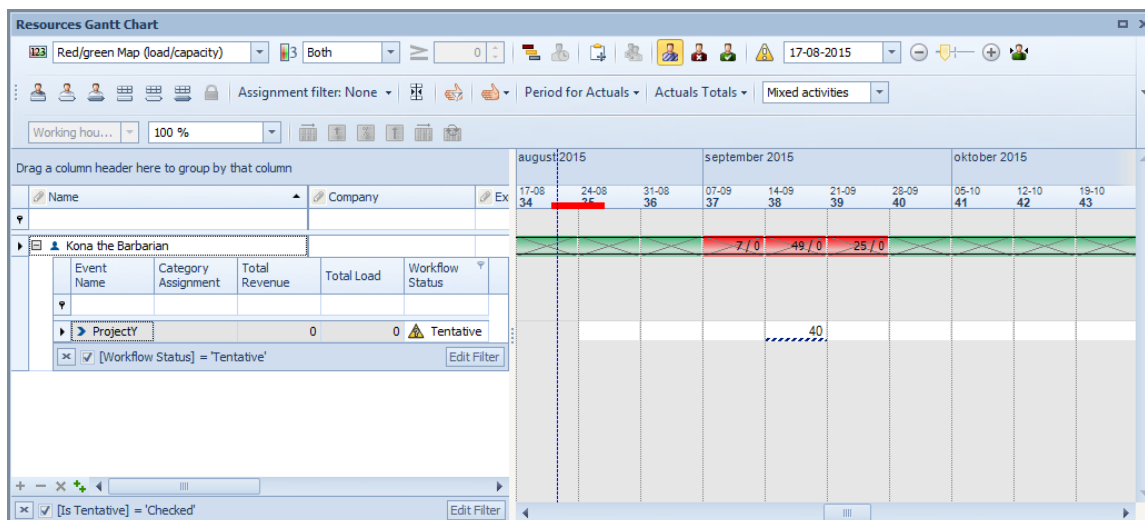 Resources Gantt Chart
123 Red/green Map (load/capacity) 3 Both ≥ 0 17-08-2015
Assignment filter: None Period for Actuals Actuals Totals Mixed activities
Working hou... 100 %
Drag a column header here to group by that column
august 2015 september 2015 oktober 2015
Name Company Ex
17-08 24-08 31-08 07-09 14-09 21-09 28-09 05-10 12-10 19-10
34 35 36 37 38 39 40 41 42 43
Kona the Barbarian 7 / 0 49 / 0 25 / 0
Event Name Category Assignment Total Revenue Total Load Workflow Status
ProjectY 0 0 Tentative 40
[Workflow Status] = 'Tentative' Edit Filter
[Is Tentative] = 'Checked' Edit Filter